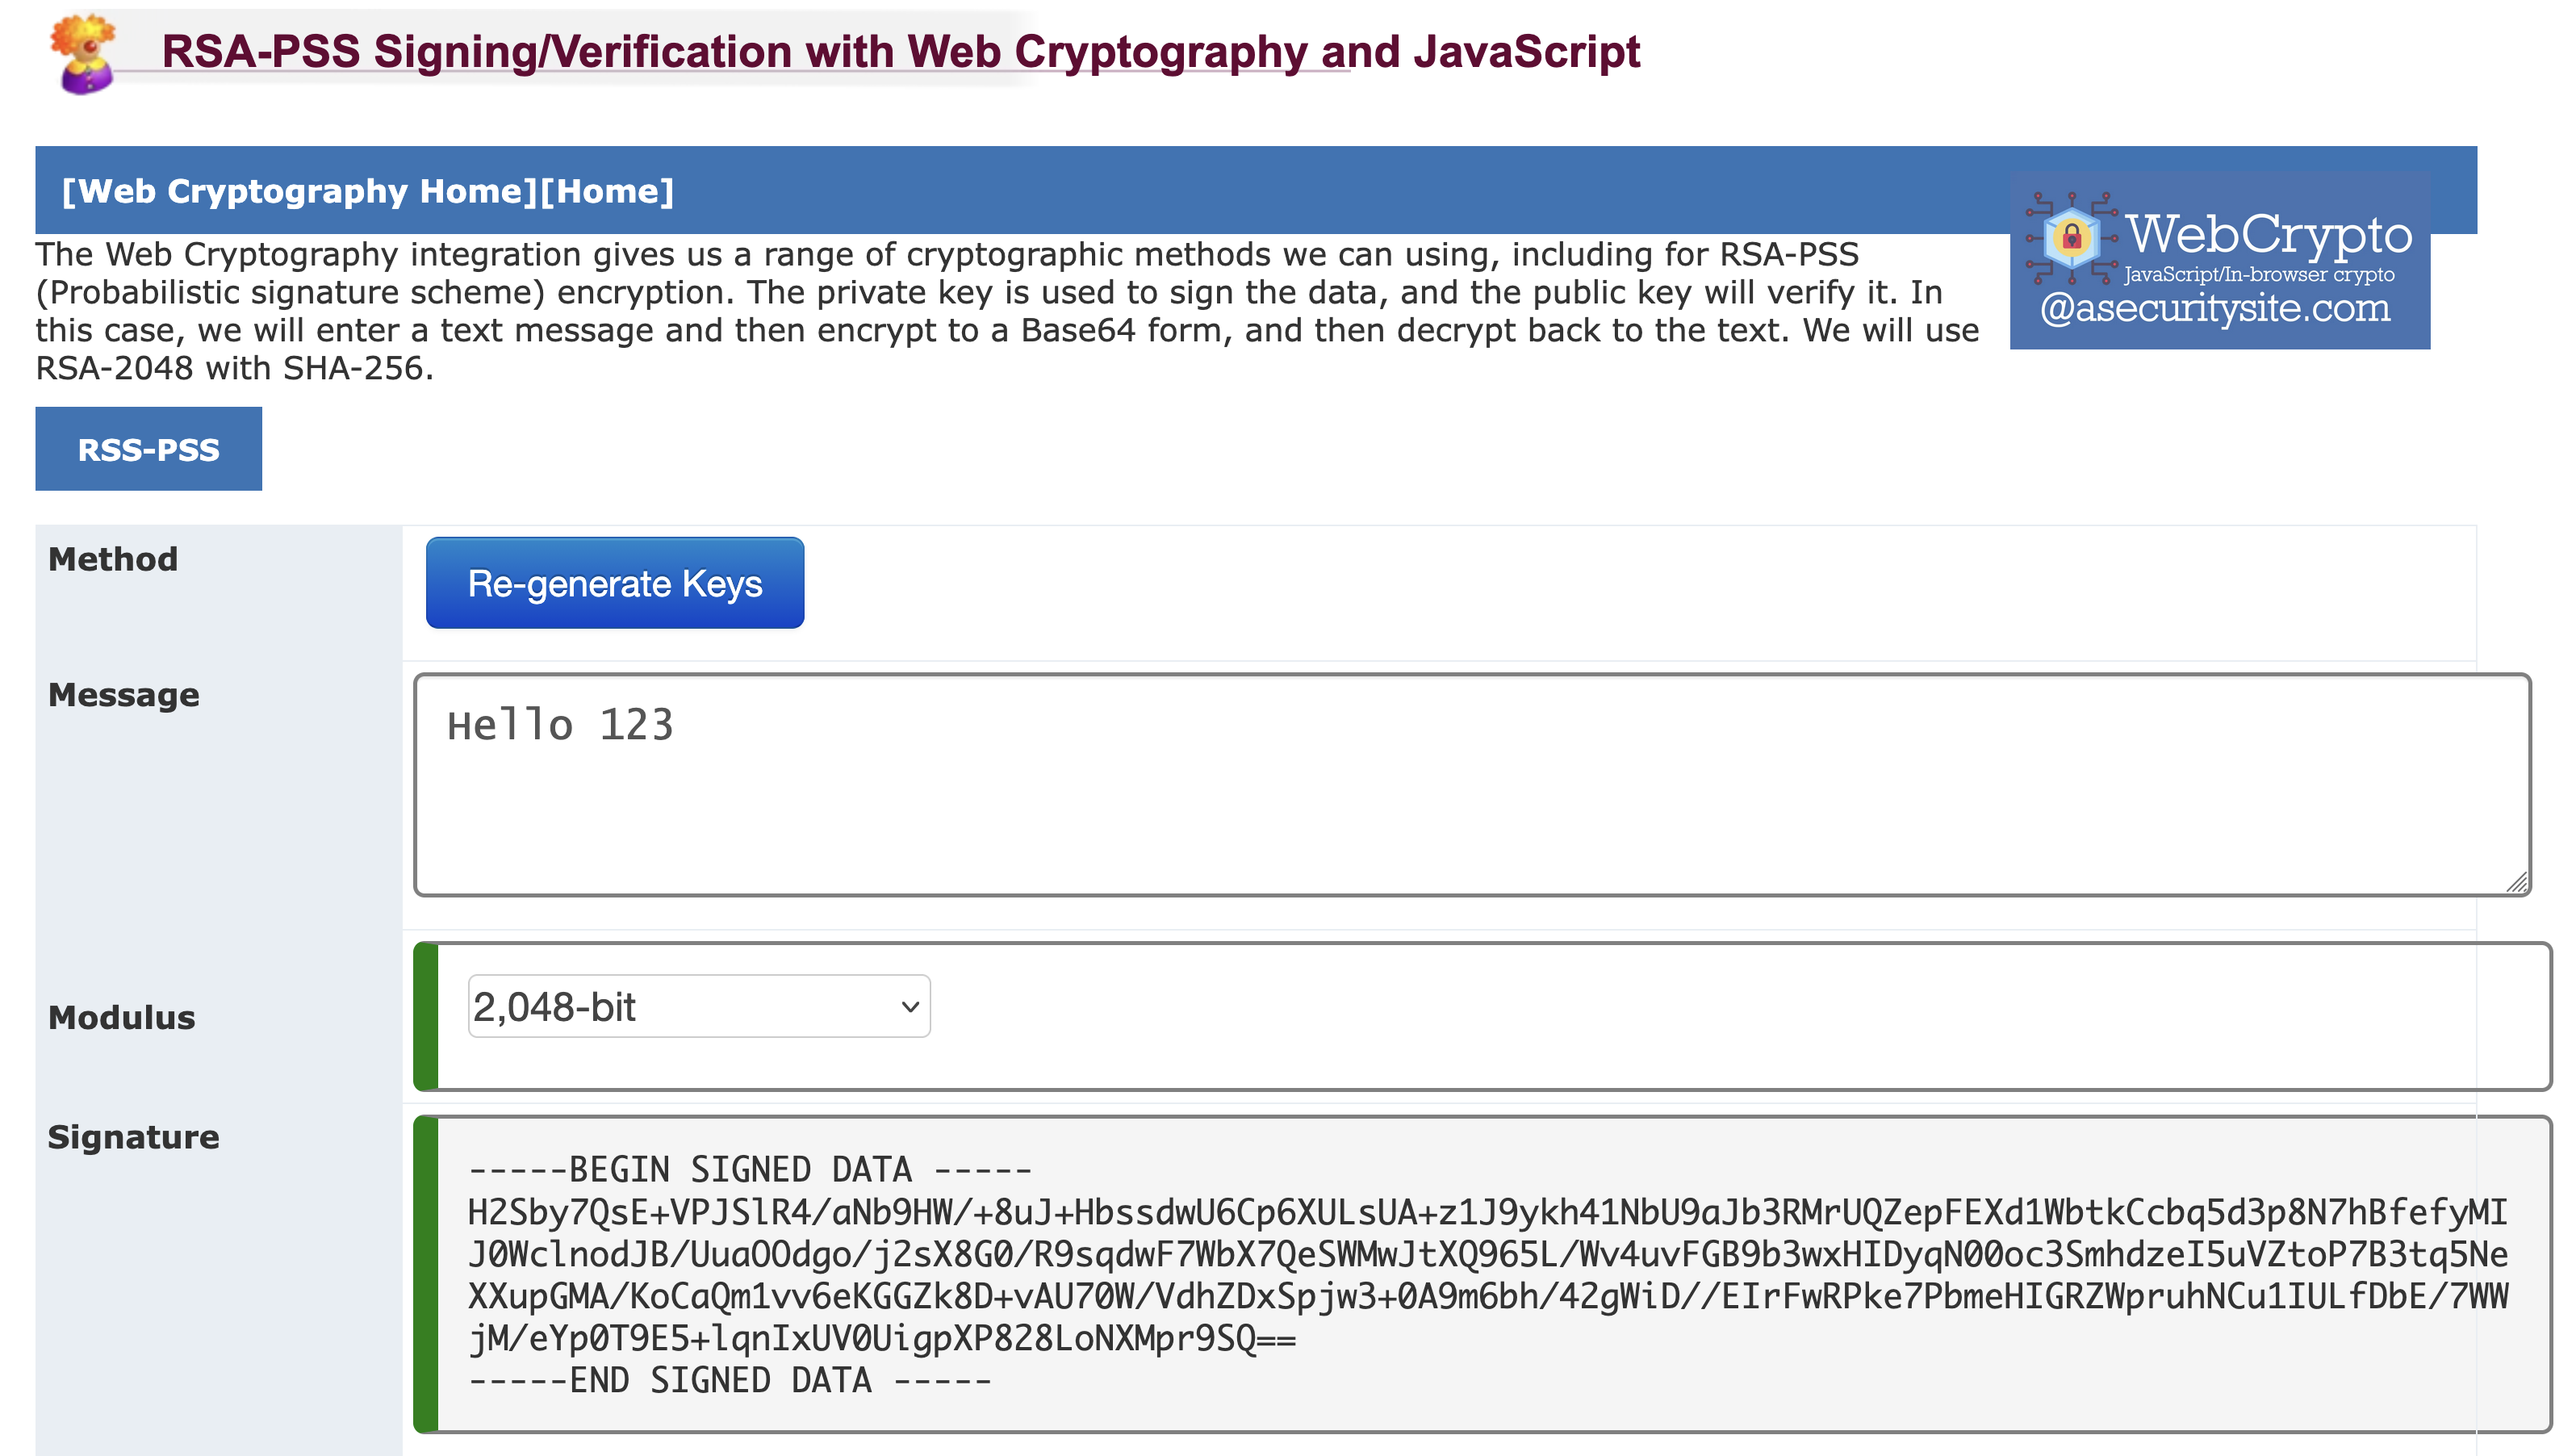 RSA-PSS Signing/Verification with Web Cryptography and JavaScript
[Web Cryptography Home][Home]
WebCrypto
JavaScript/In-browser crypto
@asecuritysite.com
The Web Cryptography integration gives us a range of cryptographic methods we can using, including for RSA-PSS
(Probabilistic signature scheme) encryption. The private key is used to sign the data, and the public key will verify it. In
this case, we will enter a text message and then encrypt to a Base64 form, and then decrypt back to the text. We will use
RSA-2048 with SHA-256.
RSS-PSS
Method
Re-generate Keys
Message
Hello 123
Modulus
2,048-bit
Signature
-----BEGIN SIGNED DATA -----
H2Sby7QsE+VPJSlR4/aNb9HW/+8uJ+HbssdwU6Cp6XULsUA+z1J9ykh41NbU9aJb3RMrUQZepFEXd1WbtkCcbq5d3p8N7hBfefyMI
J0WclnodJB/UuaOOdgo/j2sX8G0/R9sqdwF7WbX7QeSWMwJtXQ965L/Wv4uvFGB9b3wxHIDyqN00oc3SmhdzeI5uVZtoP7B3tq5Ne
XXupGMA/KoCaQm1vv6eKGGZk8D+vAU70W/VdhZDxSpjw3+0A9m6bh/42gWiD//EIrFwRPke7PbmeHIGRZWpruhNCu1IULfDbE/7WW
jM/eYp0T9E5+lqnIxUV0UigpXP828LoNXMpr9SQ==
-----END SIGNED DATA -----